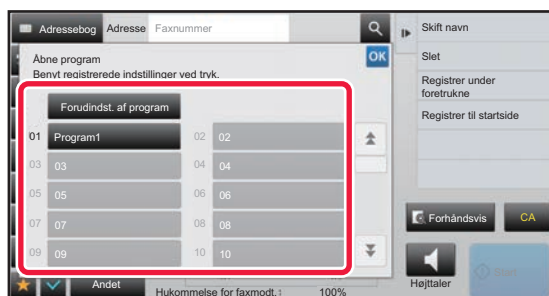 Adressebog Adresse Faxnummer
Åbne program OK
Benyt registrerede indstillinger ved tryk.
Forudindst. af program
01 Program1 02 02
03 03 04 04
05 05 06 06
07 07 08 08
09 09 10 10
Skift navn
Slet
Registrer under
foretrukne
Registrer til startside
Forhåndsvis CA
Højttaler Start
Andet
Hukommelse for faxmodt. 100%